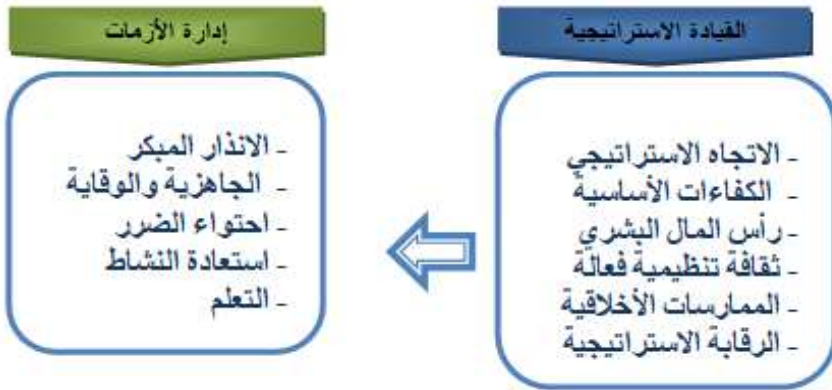 القيادة الاستراتيجية
- الاتجاه الاستراتيجي
- الكفاءات الأساسية
- رأس المال البشري
- ثقافة تنظيمية فعالة
- الممارسات الأخلاقية
- الرقابة الاستراتيجية
إدارة الأزمات
- الانذار المبكر
- الجاهزية والوقاية
- احتواء الضرر
- استعادة النشاط
- التعلم